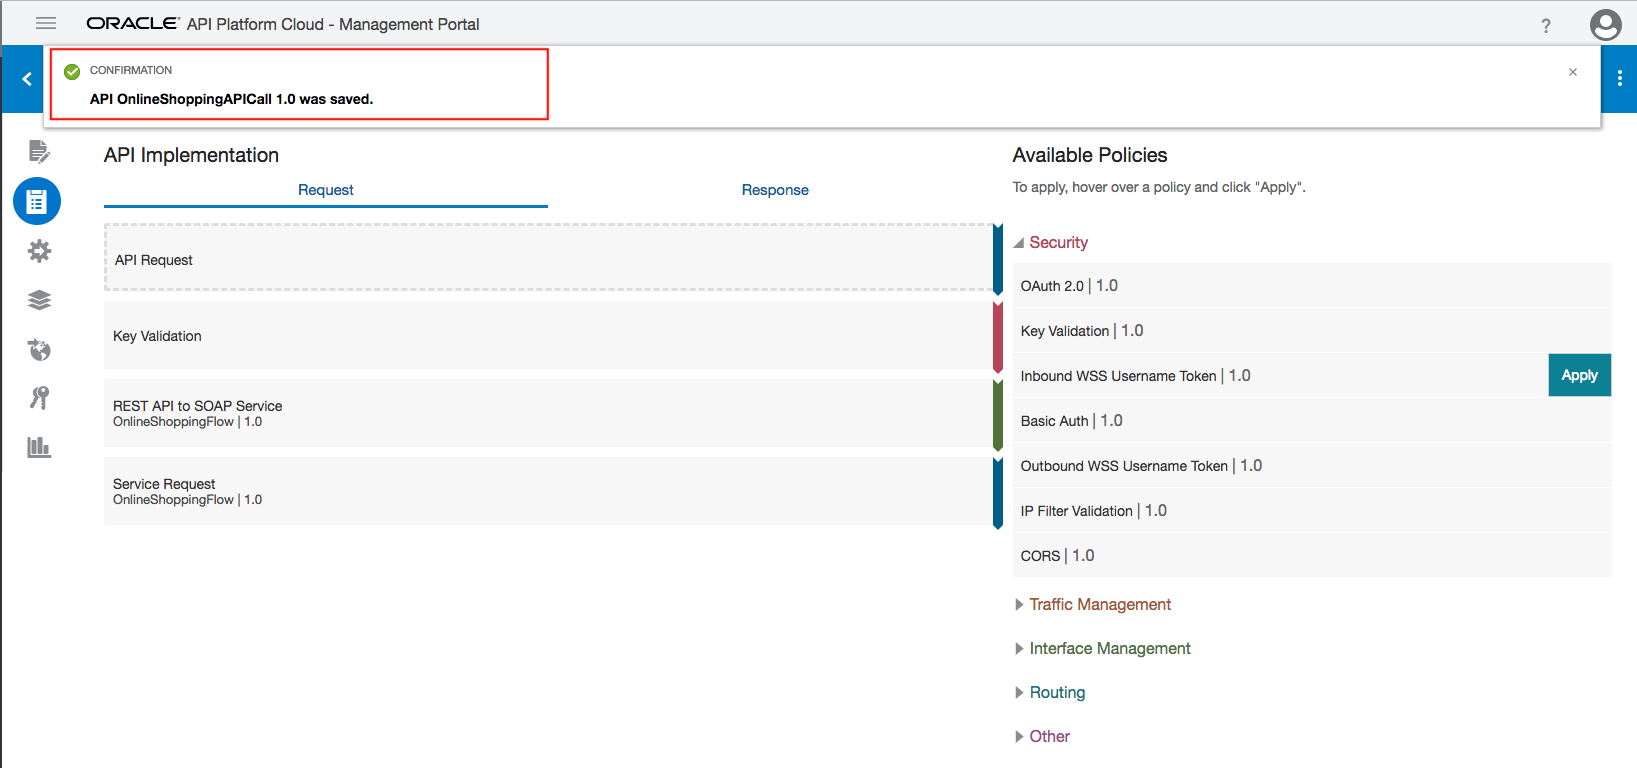 ORACLE® API Platform Cloud - Management Portal
?
CONFIRMATION
×
API OnlineShoppingAPICall 1.0 was saved.
API Implementation
Request
Response
API Request
Key Validation
REST API to SOAP Service
OnlineShoppingFlow | 1.0
Service Request
OnlineShoppingFlow | 1.0
Available Policies
To apply, hover over a policy and click "Apply".
Security
OAuth 2.0 | 1.0
Key Validation | 1.0
Inbound WSS Username Token | 1.0
Apply
Basic Auth | 1.0
Outbound WSS Username Token | 1.0
IP Filter Validation | 1.0
CORS | 1.0
Traffic Management
Interface Management
Routing
Other